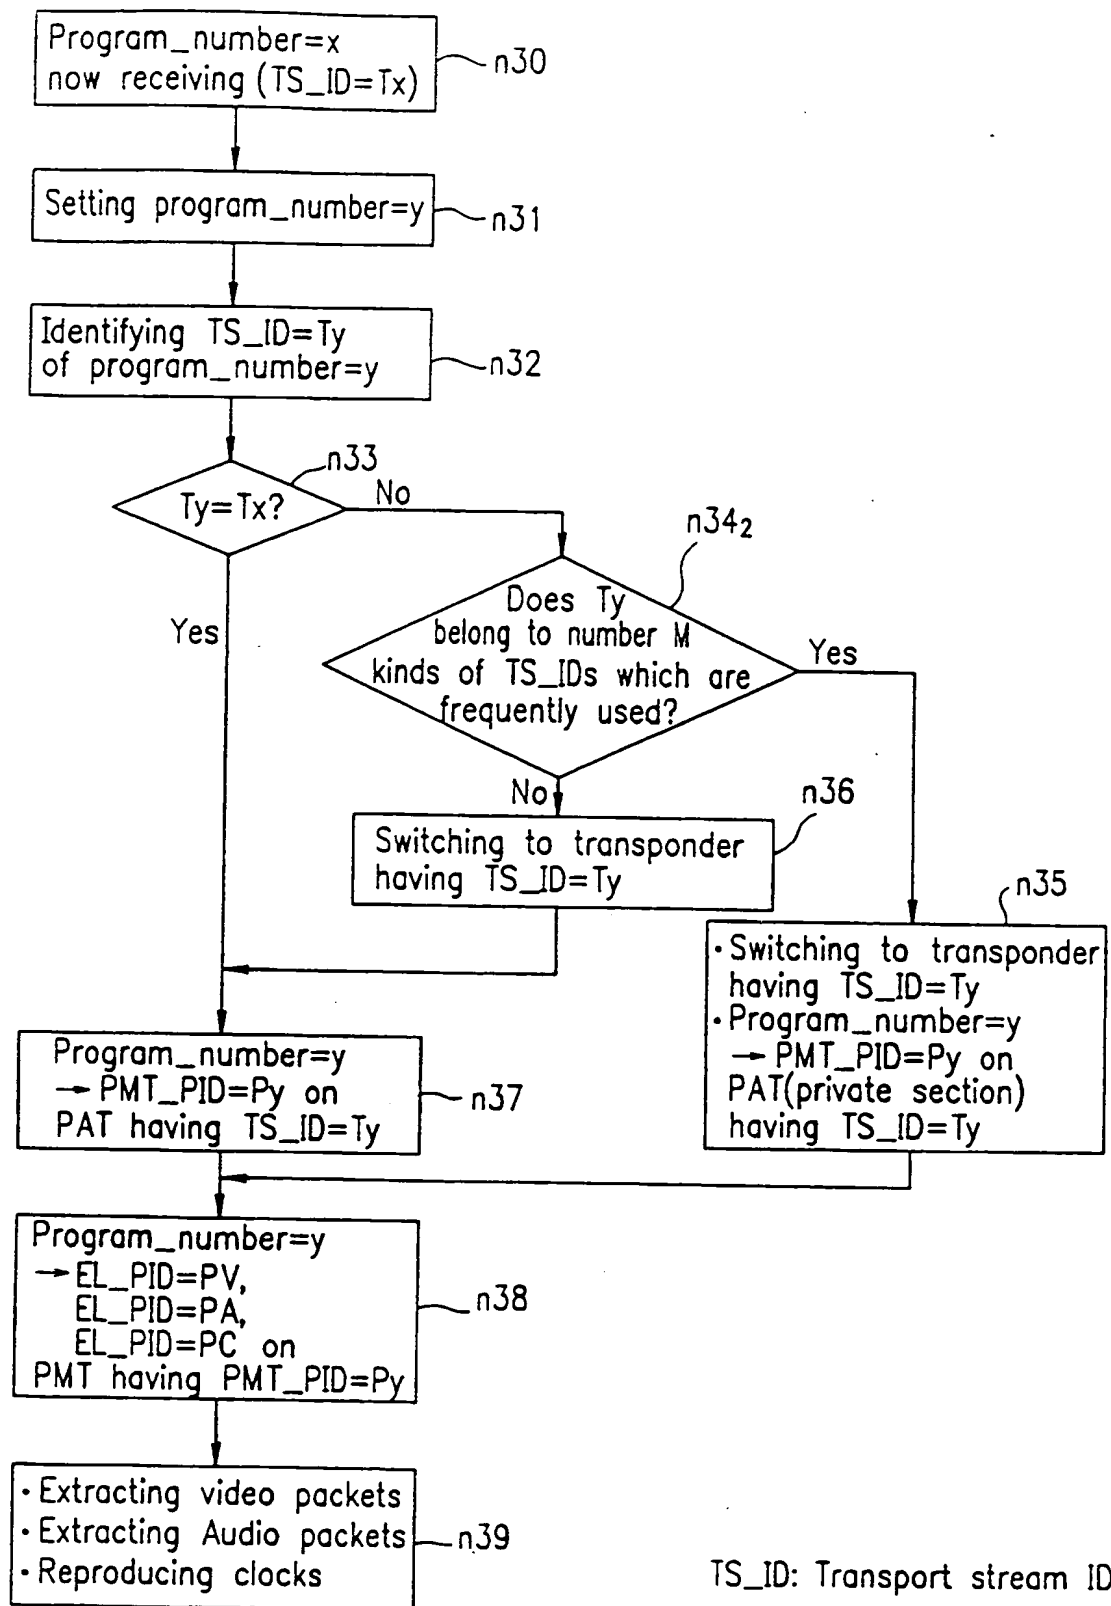 Program_number=x
now receiving (TS_ID=Tx)
n30
Setting program_number=y
n31
Identifying TS_ID=Ty
of program_number=y
n32
n33
Ty=Tx?
No
Yes
n34₂
Does Ty
belong to number M
kinds of TS_IDs which are
frequently used?
Yes
No
n36
Switching to transponder
having TS_ID=Ty
n35
・Switching to transponder
having TS_ID=Ty
・Program_number=y
→ PMT_PID=Py on
PAT(private section)
having TS_ID=Ty
Program_number=y
→ PMT_PID=Py on
PAT having TS_ID=Ty
n37
Program_number=y
→ EL_PID=PV,
EL_PID=PA,
EL_PID=PC on
PMT having PMT_PID=Py
n38
・Extracting video packets
・Extracting Audio packets
・Reproducing clocks
n39
TS_ID: Transport stream ID